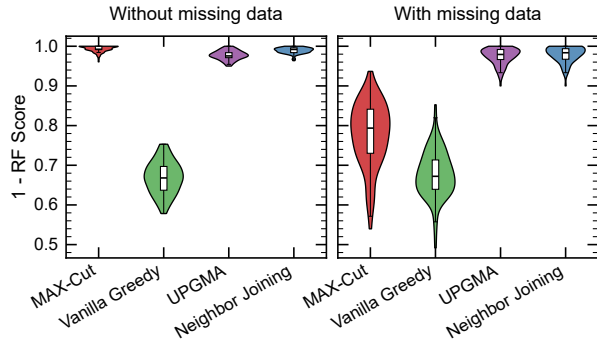 Without missing data
With missing data
1 - RF Score
1.0
0.9
0.8
0.7
0.6
0.5
MAX-Cut
Vanilla Greedy
UPGMA
Neighbor Joining
MAX-Cut
Vanilla Greedy
UPGMA
Neighbor Joining